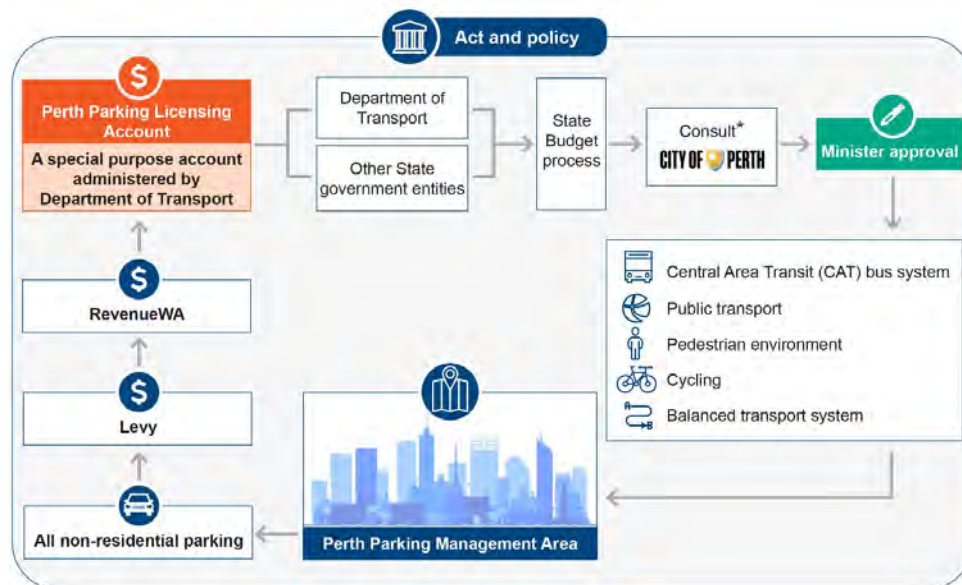 Act and policy
$
Perth Parking Licensing
Account
A special purpose account
administered by
Department of Transport
Department of
Transport
Other State
government entities
State
Budget
process
Consult*
CITY OF PERTH
Minister approval
Central Area Transit (CAT) bus system
Public transport
Pedestrian environment
Cycling
A
B
Balanced transport system
$
RevenueWA
$
Levy
All non-residential parking
Perth Parking Management Area